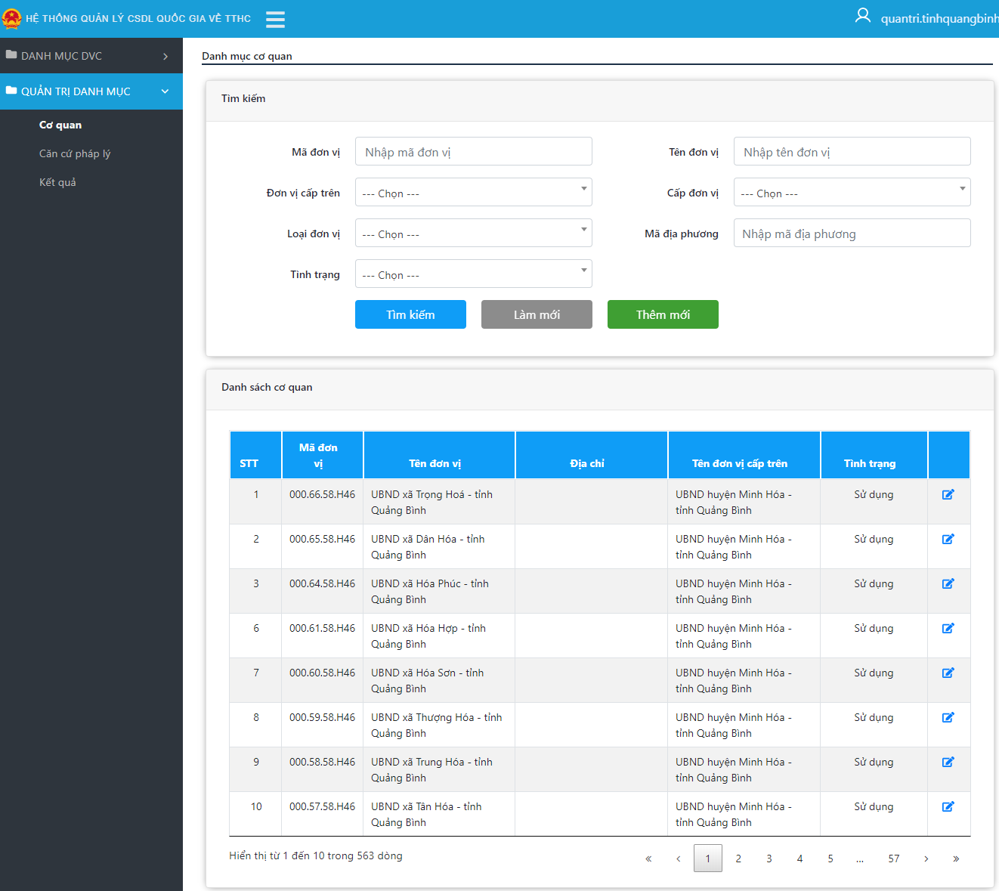 HỆ THỐNG QUẢN LÝ CSDL QUỐC GIA VỀ TTHC
quantri.tinhquangbinh
DANH MỤC DVC
QUẢN TRỊ DANH MỤC
Cơ quan
Căn cứ pháp lý
Kết quả
Danh mục cơ quan
Tìm kiếm
Mã đơn vị Nhập mã đơn vị Tên đơn vị Nhập tên đơn vị
Đơn vị cấp trên --- Chọn --- Cấp đơn vị --- Chọn ---
Loại đơn vị --- Chọn --- Mã địa phương Nhập mã địa phương
Tình trạng --- Chọn ---
Tìm kiếm Làm mới Thêm mới
Danh sách cơ quan
Mã đơn
STT vị Tên đơn vị Địa chỉ Tên đơn vị cấp trên Tình trạng
1 000.66.58.H46 UBND xã Trọng Hoá - tỉnh UBND huyện Minh Hóa - Sử dụng
Quảng Bình tỉnh Quảng Bình
2 000.65.58.H46 UBND xã Dân Hóa - tỉnh UBND huyện Minh Hóa - Sử dụng
Quảng Bình tỉnh Quảng Bình
3 000.64.58.H46 UBND xã Hóa Phúc - tỉnh UBND huyện Minh Hóa - Sử dụng
Quảng Bình tỉnh Quảng Bình
6 000.61.58.H46 UBND xã Hóa Hợp - tỉnh UBND huyện Minh Hóa - Sử dụng
Quảng Bình tỉnh Quảng Bình
7 000.60.58.H46 UBND xã Hóa Sơn - tỉnh UBND huyện Minh Hóa - Sử dụng
Quảng Bình tỉnh Quảng Bình
8 000.59.58.H46 UBND xã Thượng Hóa - tỉnh UBND huyện Minh Hóa - Sử dụng
Quảng Bình tỉnh Quảng Bình
9 000.58.58.H46 UBND xã Trung Hóa - tỉnh UBND huyện Minh Hóa - Sử dụng
Quảng Bình tỉnh Quảng Bình
10 000.57.58.H46 UBND xã Tân Hóa - tỉnh UBND huyện Minh Hóa - Sử dụng
Quảng Bình tỉnh Quảng Bình
Hiển thị từ 1 đến 10 trong 563 dòng
« ‹ 1 2 3 4 5 ... 57 › »